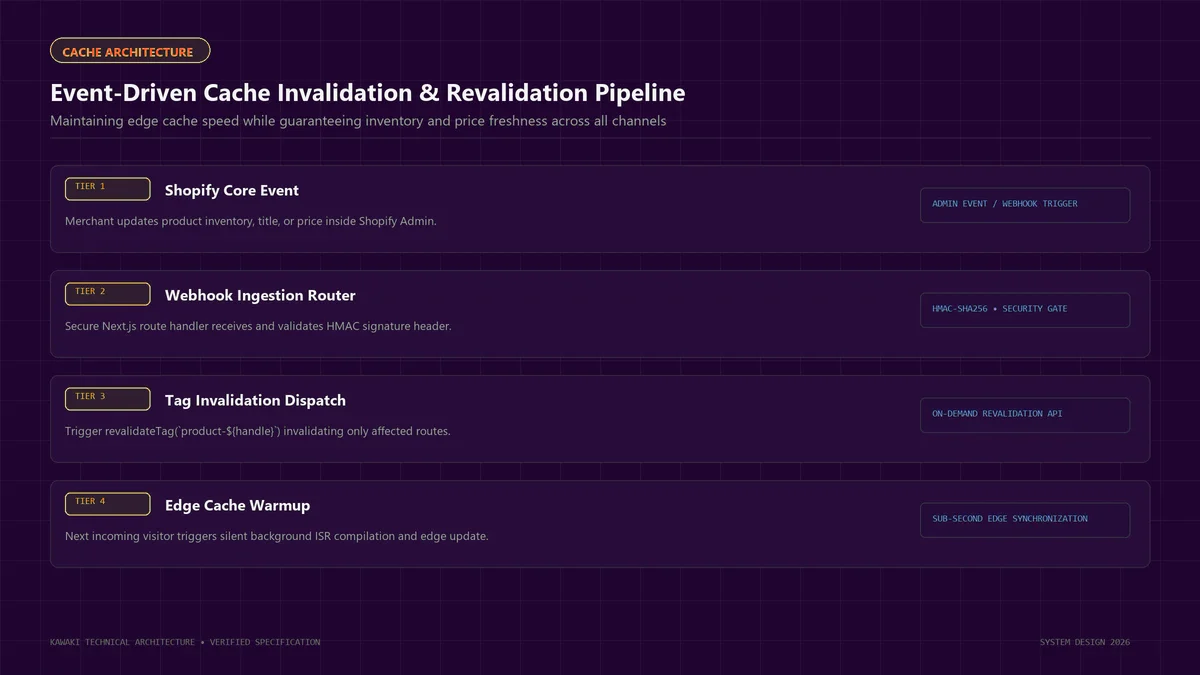 CACHE ARCHITECTURE
Event-Driven Cache Invalidation & Revalidation Pipeline
Maintaining edge cache speed while guaranteeing inventory and price freshness across all channels
TIER 1
Shopify Core Event
Merchant updates product inventory, title, or price inside Shopify Admin.
ADMIN EVENT / WEBHOOK TRIGGER
TIER 2
Webhook Ingestion Router
Secure Next.js route handler receives and validates HMAC signature header.
HMAC-SHA256 • SECURITY GATE
TIER 3
Tag Invalidation Dispatch
Trigger revalidateTag(`product-${handle}`) invalidating only affected routes.
ON-DEMAND REVALIDATION API
TIER 4
Edge Cache Warmup
Next incoming visitor triggers silent background ISR compilation and edge update.
SUB-SECOND EDGE SYNCHRONIZATION
KAWAKI TECHNICAL ARCHITECTURE • VERIFIED SPECIFICATION
SYSTEM DESIGN 2026